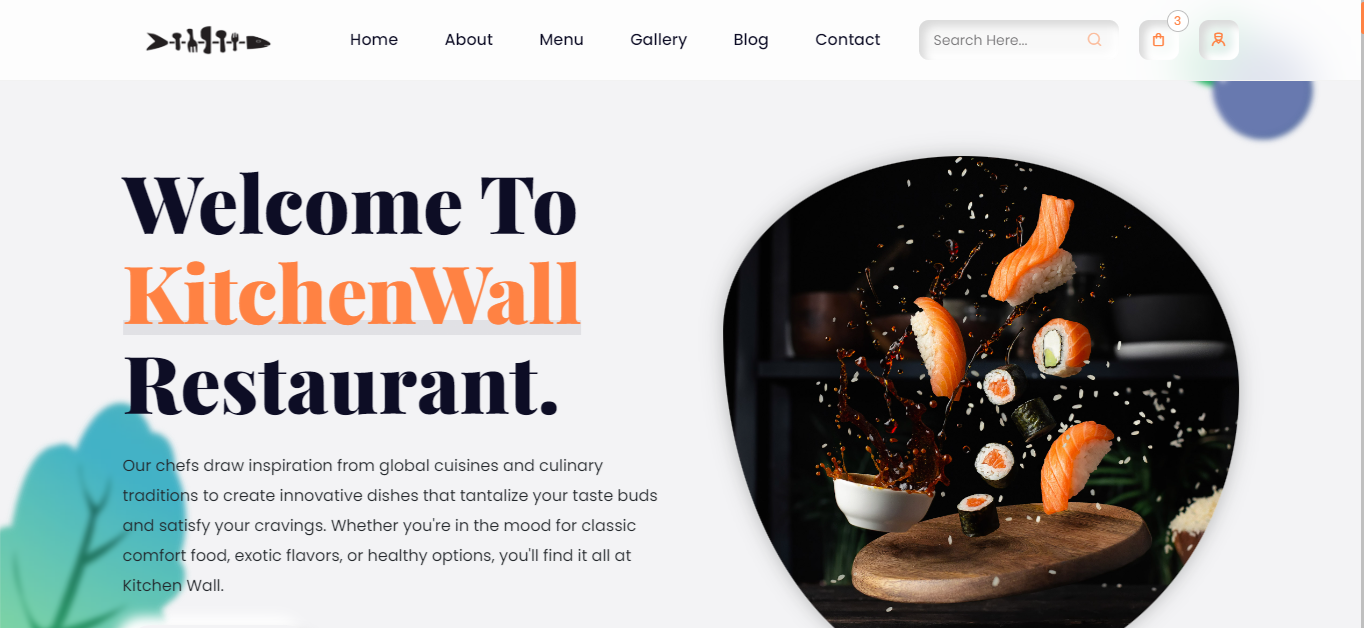 Home About Menu Gallery Blog Contact Search Here... 3
Welcome To
KitchenWall
Restaurant.
Our chefs draw inspiration from global cuisines and culinary
traditions to create innovative dishes that tantalize your taste buds
and satisfy your cravings. Whether you're in the mood for classic
comfort food, exotic flavors, or healthy options, you'll find it all at
Kitchen Wall.